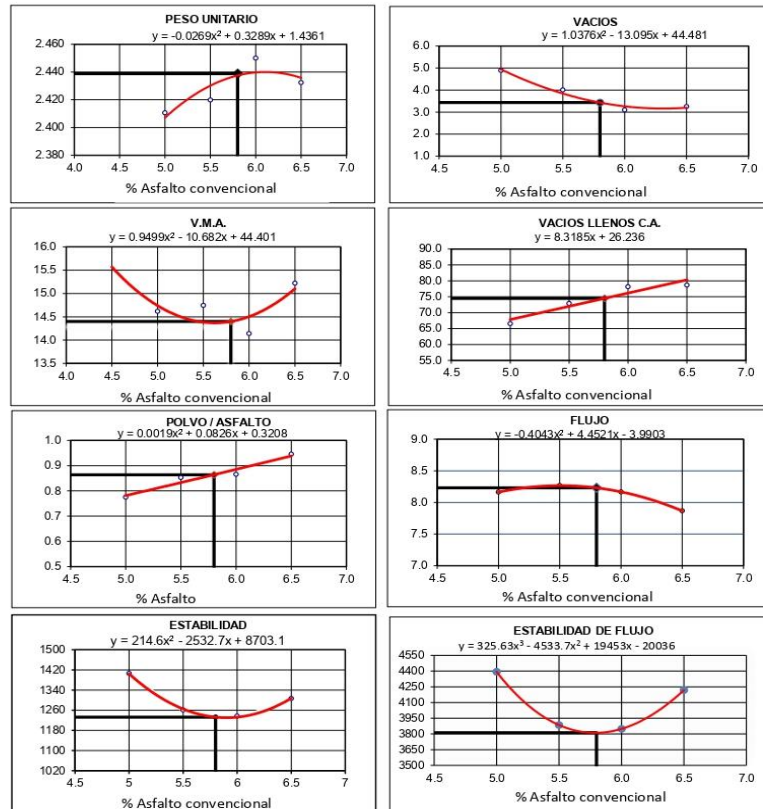 PESO UNITARIO
y = -0.0269x² + 0.3289x + 1.4361
2.460
2.440
2.420
2.400
2.380
4.0 4.5 5.0 5.5 6.0 6.5 7.0
% Asfalto convencional
VACIOS
y = 1.0376x² - 13.095x + 44.481
6.0
5.0
4.0
3.0
2.0
1.0
4.5 5.0 5.5 6.0 6.5 7.0
% Asfalto convencional
V.M.A.
y = 0.9499x² - 10.682x + 44.401
16.0
15.5
15.0
14.5
14.0
13.5
4.0 4.5 5.0 5.5 6.0 6.5 7.0
% Asfalto convencional
VACIOS LLENOS C.A.
y = 8.3185x + 26.236
90.0
85.0
80.0
75.0
70.0
65.0
60.0
55.0
4.5 5.0 5.5 6.0 6.5 7.0
% Asfalto convencional
POLVO / ASFALTO
y = 0.0019x² + 0.0826x + 0.3208
1.0
0.9
0.8
0.7
0.6
0.5
4.5 5.0 5.5 6.0 6.5 7.0
% Asfalto
FLUJO
y = -0.4043x² + 4.4521x - 3.9903
9.0
8.5
8.0
7.5
7.0
4.5 5.0 5.5 6.0 6.5 7.0
% Asfalto convencional
ESTABILIDAD
y = 214.6x² - 2532.7x + 8703.1
1500
1420
1340
1260
1180
1100
1020
4.5 5 5.5 6 6.5 7
% Asfalto convencional
ESTABILIDAD DE FLUJO
y = 325.63x³ - 4533.7x² + 19453x - 20036
4550
4400
4250
4100
3950
3800
3650
3500
4.5 5.0 5.5 6.0 6.5 7.0
% Asfalto convencional